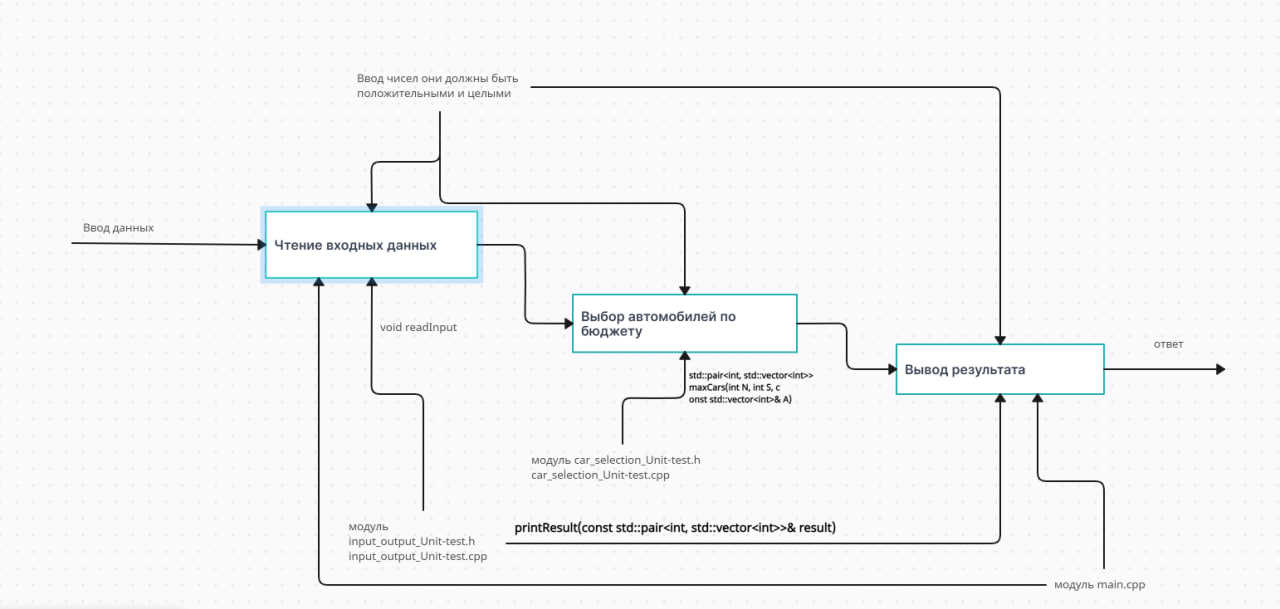 Ввод чисел они должны быть
положительными и целыми
Ввод данных
Чтение входных данных
void readInput
Выбор автомобилей по
бюджету
ответ
Вывод результата
std::pair<int, std::vector<int>>
maxCars(int N, int S, c
onst std::vector<int>& A)
модуль car_selection_Unit-test.h
car_selection_Unit-test.cpp
модуль
input_output_Unit-test.h
input_output_Unit-test.cpp
printResult(const std::pair<int, std::vector<int>>& result)
модуль main.cpp